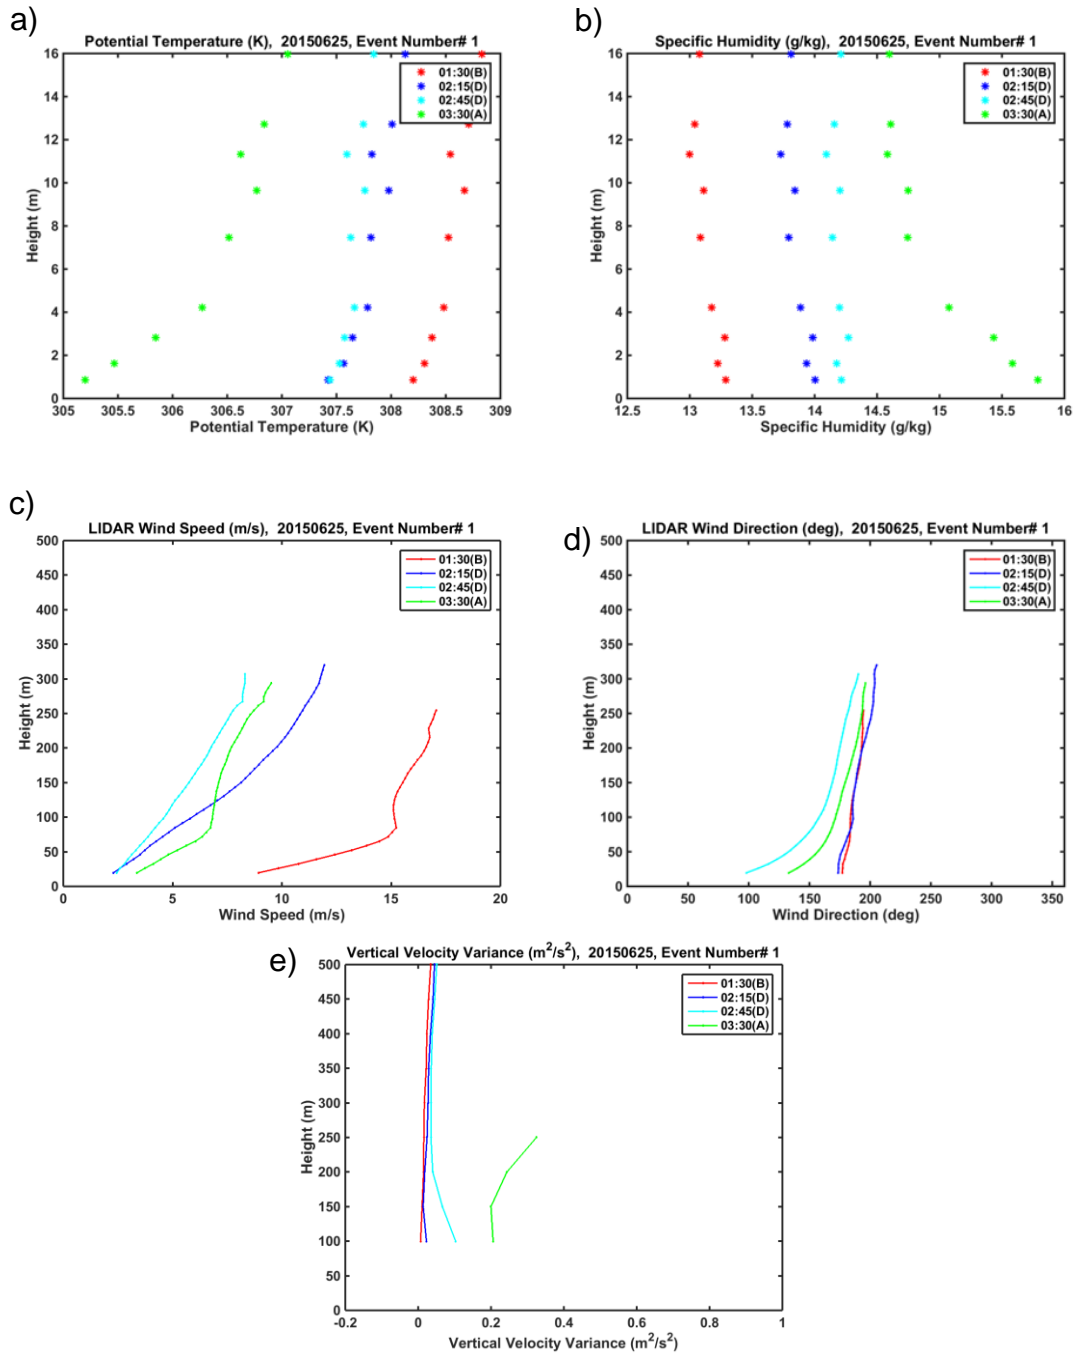 a)
Potential Temperature (K),  20150625, Event Number# 1
16
14
12
10
8
6
4
2
0
Height (m)
01:30(B)
02:15(D)
02:45(D)
03:30(A)
305 305.5 306 306.5 307 307.5 308 308.5 309
Potential Temperature (K)
b)
Specific Humidity (g/kg),  20150625, Event Number# 1
16
14
12
10
8
6
4
2
0
Height (m)
01:30(B)
02:15(D)
02:45(D)
03:30(A)
12.5 13 13.5 14 14.5 15 15.5 16
Specific Humidity (g/kg)
c)
LIDAR Wind Speed (m/s),  20150625, Event Number# 1
500
450
400
350
300
250
200
150
100
50
0
Height (m)
01:30(B)
02:15(D)
02:45(D)
03:30(A)
0 5 10 15 20
Wind Speed (m/s)
d)
LIDAR Wind Direction (deg),  20150625, Event Number# 1
500
450
400
350
300
250
200
150
100
50
0
Height (m)
01:30(B)
02:15(D)
02:45(D)
03:30(A)
0 50 100 150 200 250 300 350
Wind Direction (deg)
e)
Vertical Velocity Variance (m²/s²),  20150625, Event Number# 1
500
450
400
350
300
250
200
150
100
50
0
Height (m)
01:30(B)
02:15(D)
02:45(D)
03:30(A)
-0.2 0 0.2 0.4 0.6 0.8 1
Vertical Velocity Variance (m²/s²)